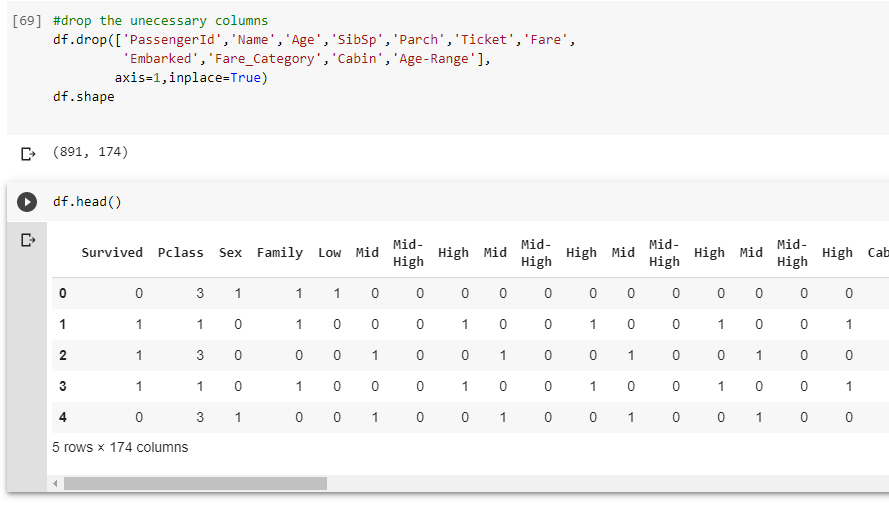 [69] #drop the unecessary columns
df.drop(['PassengerId','Name','Age','SibSp','Parch','Ticket','Fare',
'Embarked','Fare_Category','Cabin','Age-Range'],
axis=1,inplace=True)
df.shape
(891, 174)
df.head()
Survived Pclass Sex Family Low Mid Mid-High High Mid Mid-High High Mid Mid-High High Mid Mid-High High Cab
0 0 3 1 1 1 0 0 0 0 0 0 0 0 0 0 0 0
1 1 1 0 1 0 0 0 1 0 0 1 0 0 1 0 0 1
2 1 3 0 0 0 1 0 0 1 0 0 1 0 0 1 0 0
3 1 1 0 1 0 0 0 1 0 0 1 0 0 1 0 0 1
4 0 3 1 0 0 1 0 0 1 0 0 1 0 0 1 0 0
5 rows × 174 columns